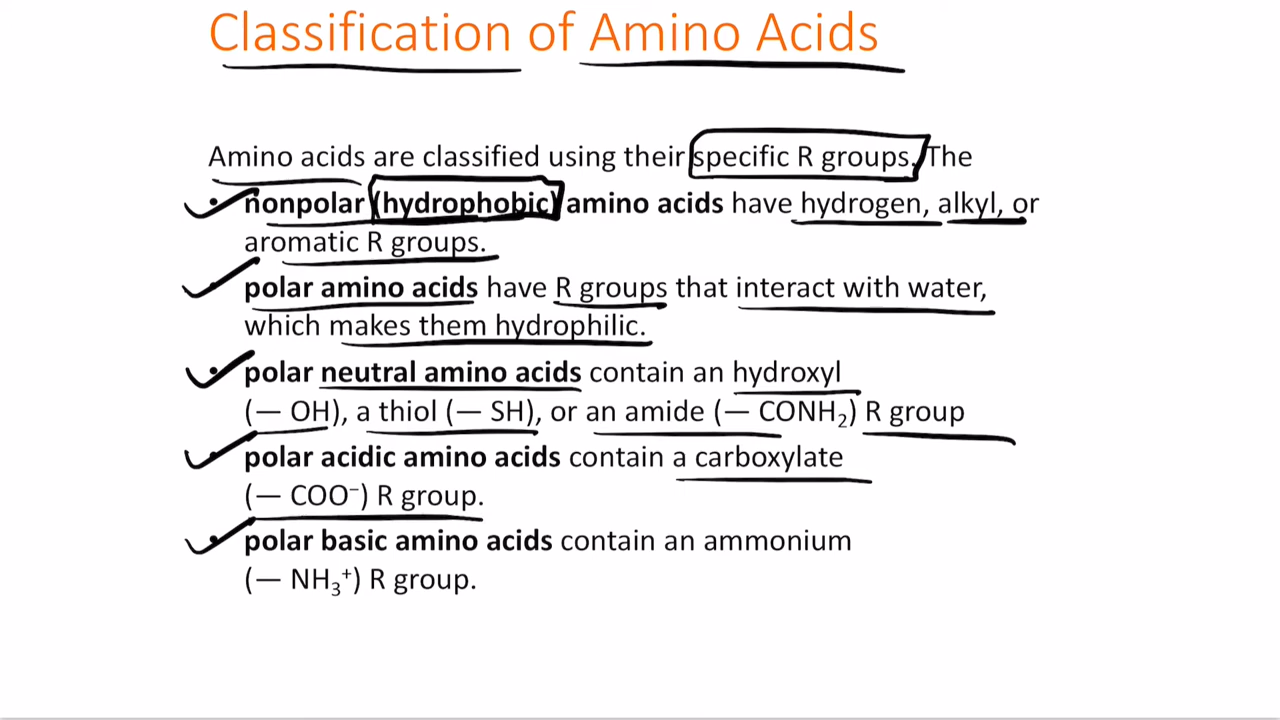 Classification of Amino Acids
Amino acids are classified using their specific R groups. The
• nonpolar (hydrophobic) amino acids have hydrogen, alkyl, or
aromatic R groups.
• polar amino acids have R groups that interact with water,
which makes them hydrophilic.
• polar neutral amino acids contain an hydroxyl
(— OH), a thiol (— SH), or an amide (— CONH₂) R group
• polar acidic amino acids contain a carboxylate
(— COO⁻) R group.
• polar basic amino acids contain an ammonium
(— NH₃⁺) R group.